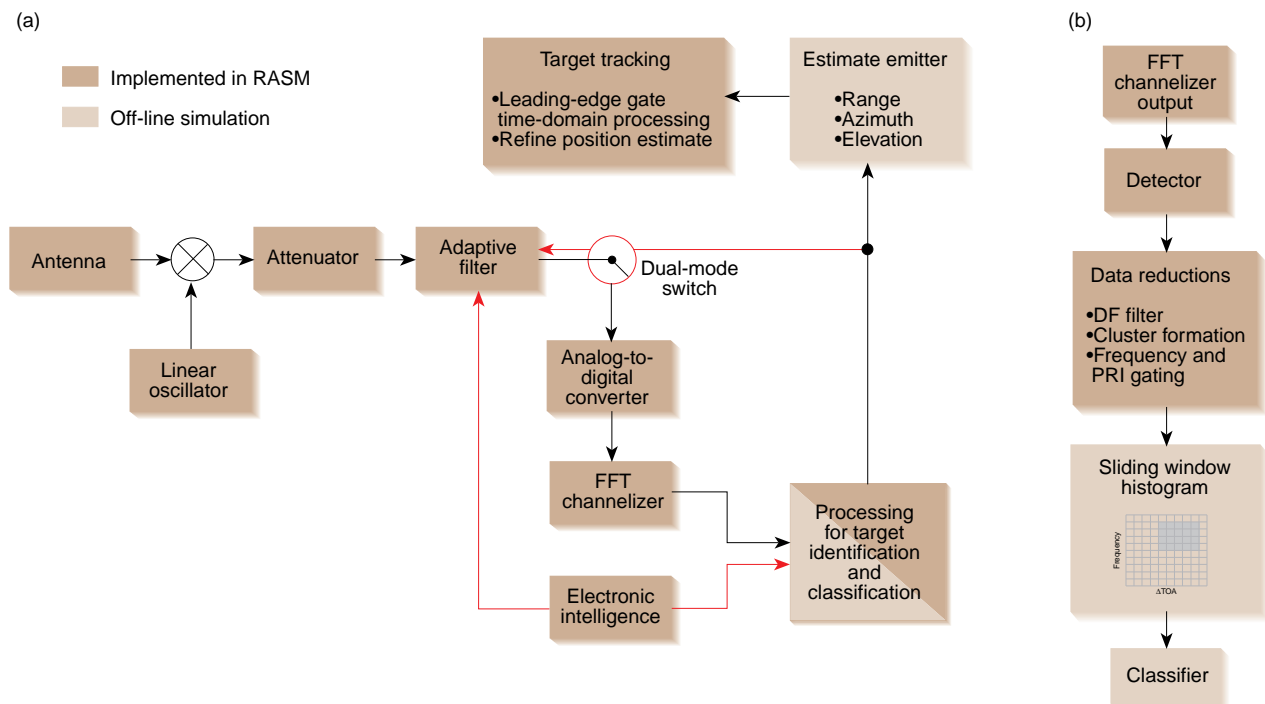 (a)
Implemented in RASM
Off-line simulation
Target tracking
•Leading-edge gate
time-domain processing
•Refine position estimate
Estimate emitter
•Range
•Azimuth
•Elevation
Antenna
Attenuator
Adaptive
filter
Dual-mode
switch
Linear
oscillator
Analog-to-
digital
converter
FFT
channelizer
Electronic
intelligence
Processing
for target
identification
and
classification
(b)
FFT
channelizer
output
Detector
Data reductions
•DF filter
•Cluster formation
•Frequency and
PRI gating
Sliding window
histogram
Frequency
ΔTOA
Classifier